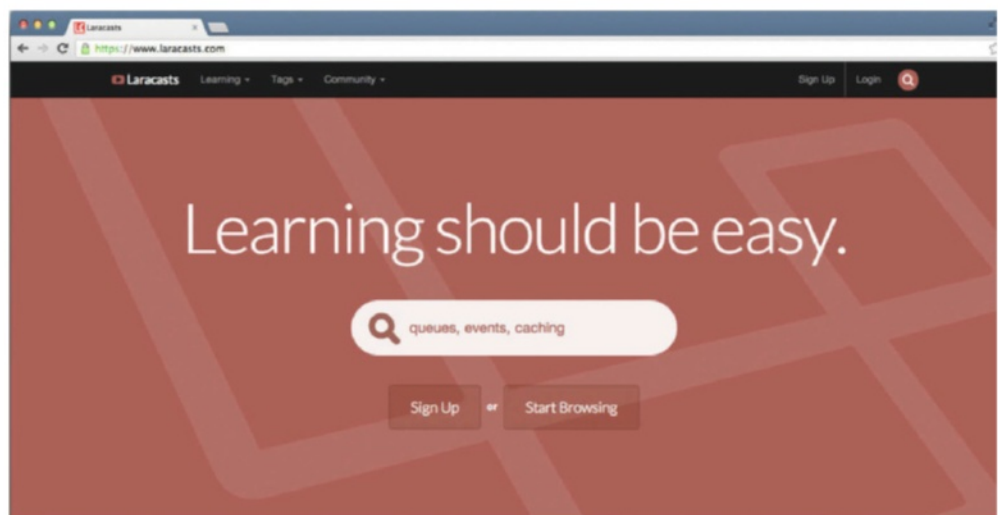 Laracasts
https://www.laracasts.com
Laracasts Learning Tags Community Sign Up Login
Learning should be easy.
queues, events, caching
Sign Up or Start Browsing